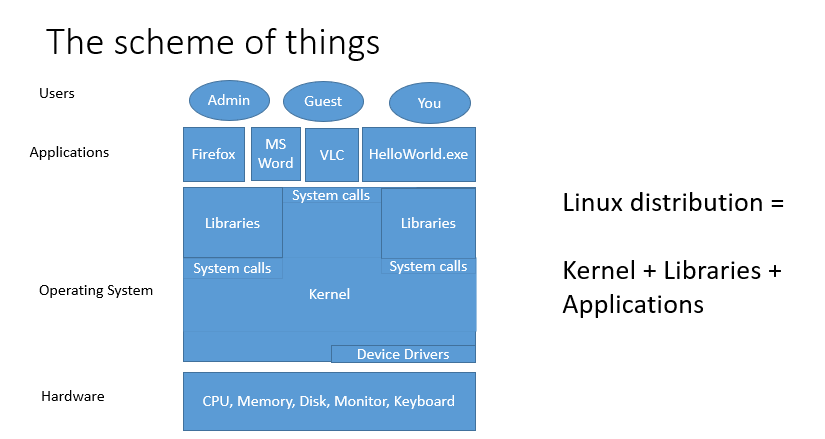 The scheme of things
Users
Admin
Guest
You
Applications
Firefox
MS
Word
VLC
HelloWorld.exe
System calls
Libraries
Libraries
Linux distribution =
System calls
System calls
Kernel + Libraries +
Applications
Operating System
Kernel
Device Drivers
Hardware
CPU, Memory, Disk, Monitor, Keyboard